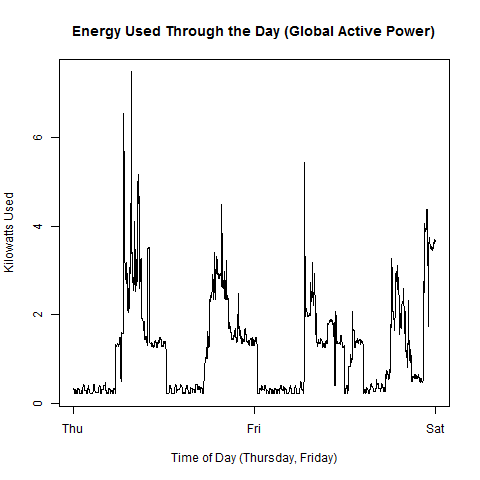 Energy Used Through the Day (Global Active Power)
6
4
2
0
Kilowatts Used
Thu Fri Sat
Time of Day (Thursday, Friday)